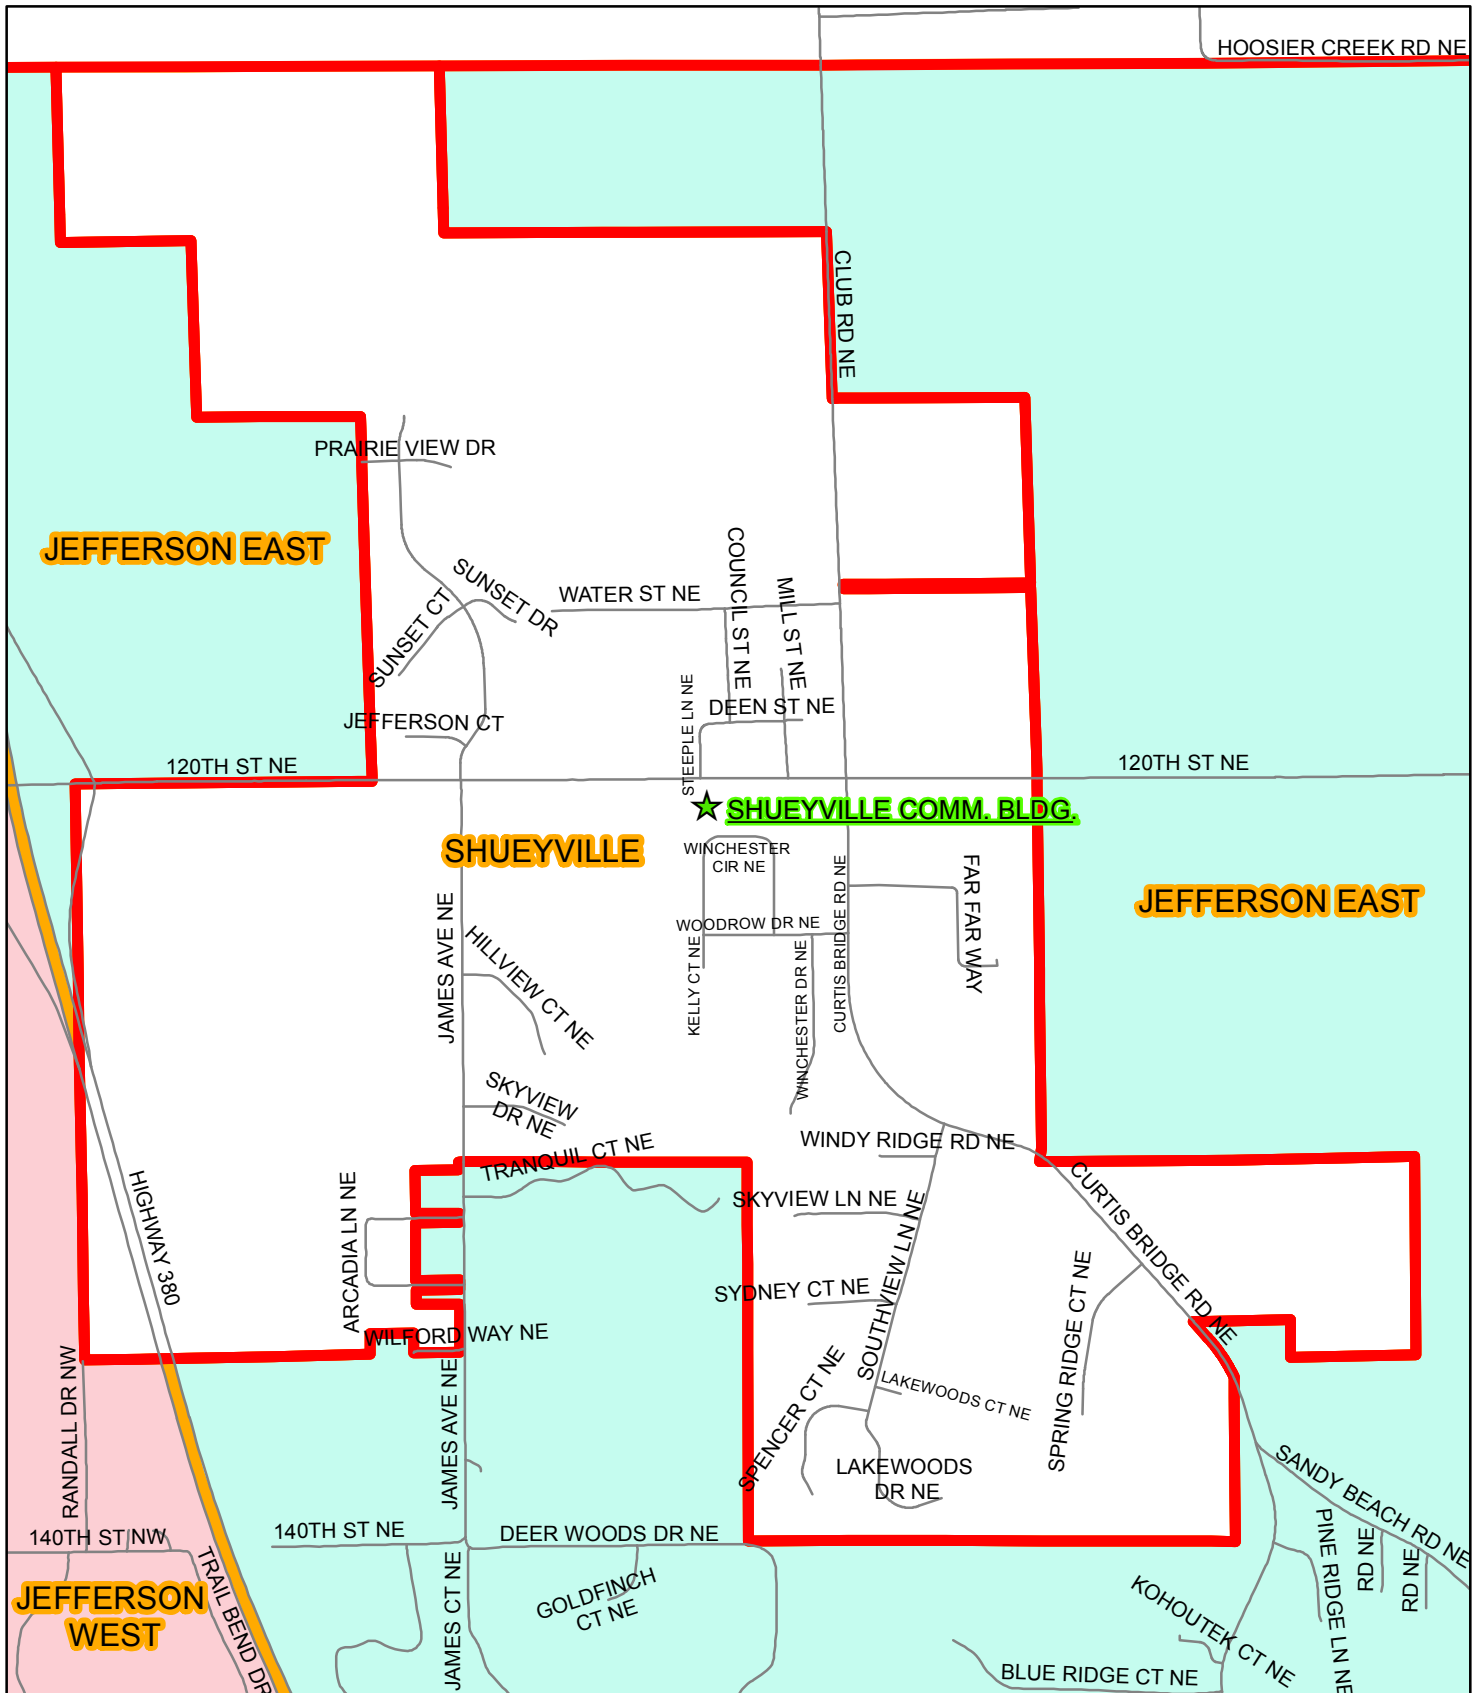 HOOSIER CREEK RD NE
CLUB RD NE
PRAIRIE VIEW DR
JEFFERSON EAST
SUNSET DR
SUNSET CT
WATER ST NE
COUNCIL ST NE
MILL ST NE
STEEPLE LN NE
DEEN ST NE
JEFFERSON CT
120TH ST NE
120TH ST NE
SHUEYVILLE COMM. BLDG.
SHUEYVILLE
WINCHESTER
CIR NE
JEFFERSON EAST
FAR FAR WAY
CURTIS BRIDGE RD NE
WOODROW DR NE
JAMES AVE NE
HILLVIEW CT NE
KELLY CT NE
WINCHESTER DR NE
SKYVIEW
DR NE
WINDY RIDGE RD NE
TRANQUIL CT NE
SKYVIEW LN NE
CURTIS BRIDGE RD NE
HIGHWAY 380
ARCADIA LN NE
SOUTHVIEW LN NE
SYDNEY CT NE
SPRING RIDGE CT NE
WILFORD WAY NE
RANDALL DR NW
JAMES AVE NE
SPENCER CT NE
LAKEWOODS CT NE
LAKEWOODS
DR NE
SANDY BEACH RD NE
140TH ST NW
140TH ST NE
DEER WOODS DR NE
PINE RIDGE LN NE
RD NE
RD NE
JEFFERSON
WEST
TRAIL BEND DR
JAMES CT NE
GOLDFINCH
CT NE
KOHOUTEK CT NE
BLUE RIDGE CT NE